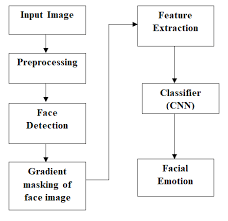 Input Image
Preprocessing
Face
Detection
Gradient
masking of
face image
Feature
Extraction
Classifier
(CNN)
Facial
Emotion